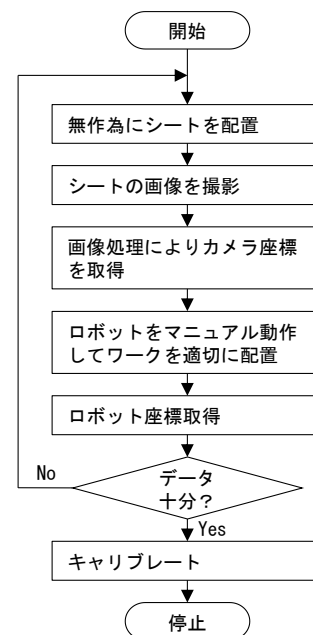 開始
無作為にシートを配置
シートの画像を撮影
画像処理によりカメラ座標
を取得
ロボットをマニュアル動作
してワークを適切に配置
ロボット座標取得
No
データ
十分？
Yes
キャリブレート
停止